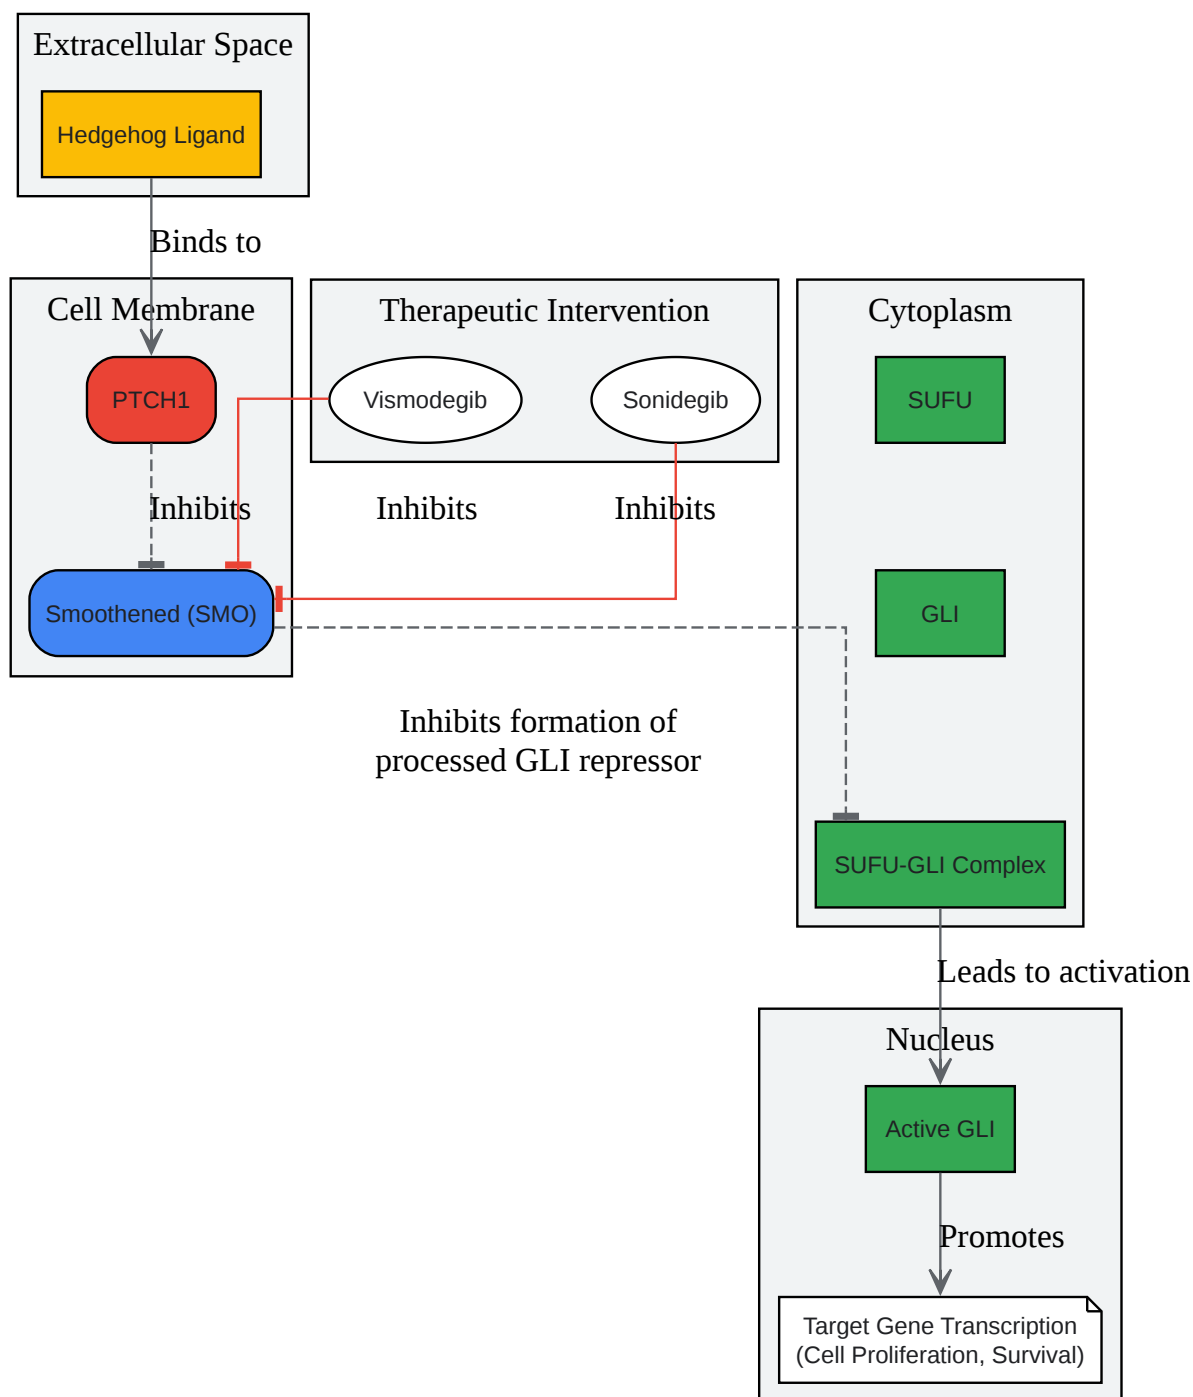 Extracellular Space
Hedgehog Ligand
Binds to
Cell Membrane
Therapeutic Intervention
Cytoplasm
PTCH1
Vismodegib
Sonidegib
SUFU
Inhibits
Inhibits
Inhibits
Smoothened (SMO)
GLI
Inhibits formation of
processed GLI repressor
SUFU-GLI Complex
Leads to activation
Nucleus
Active GLI
Promotes
Target Gene Transcription
(Cell Proliferation, Survival)